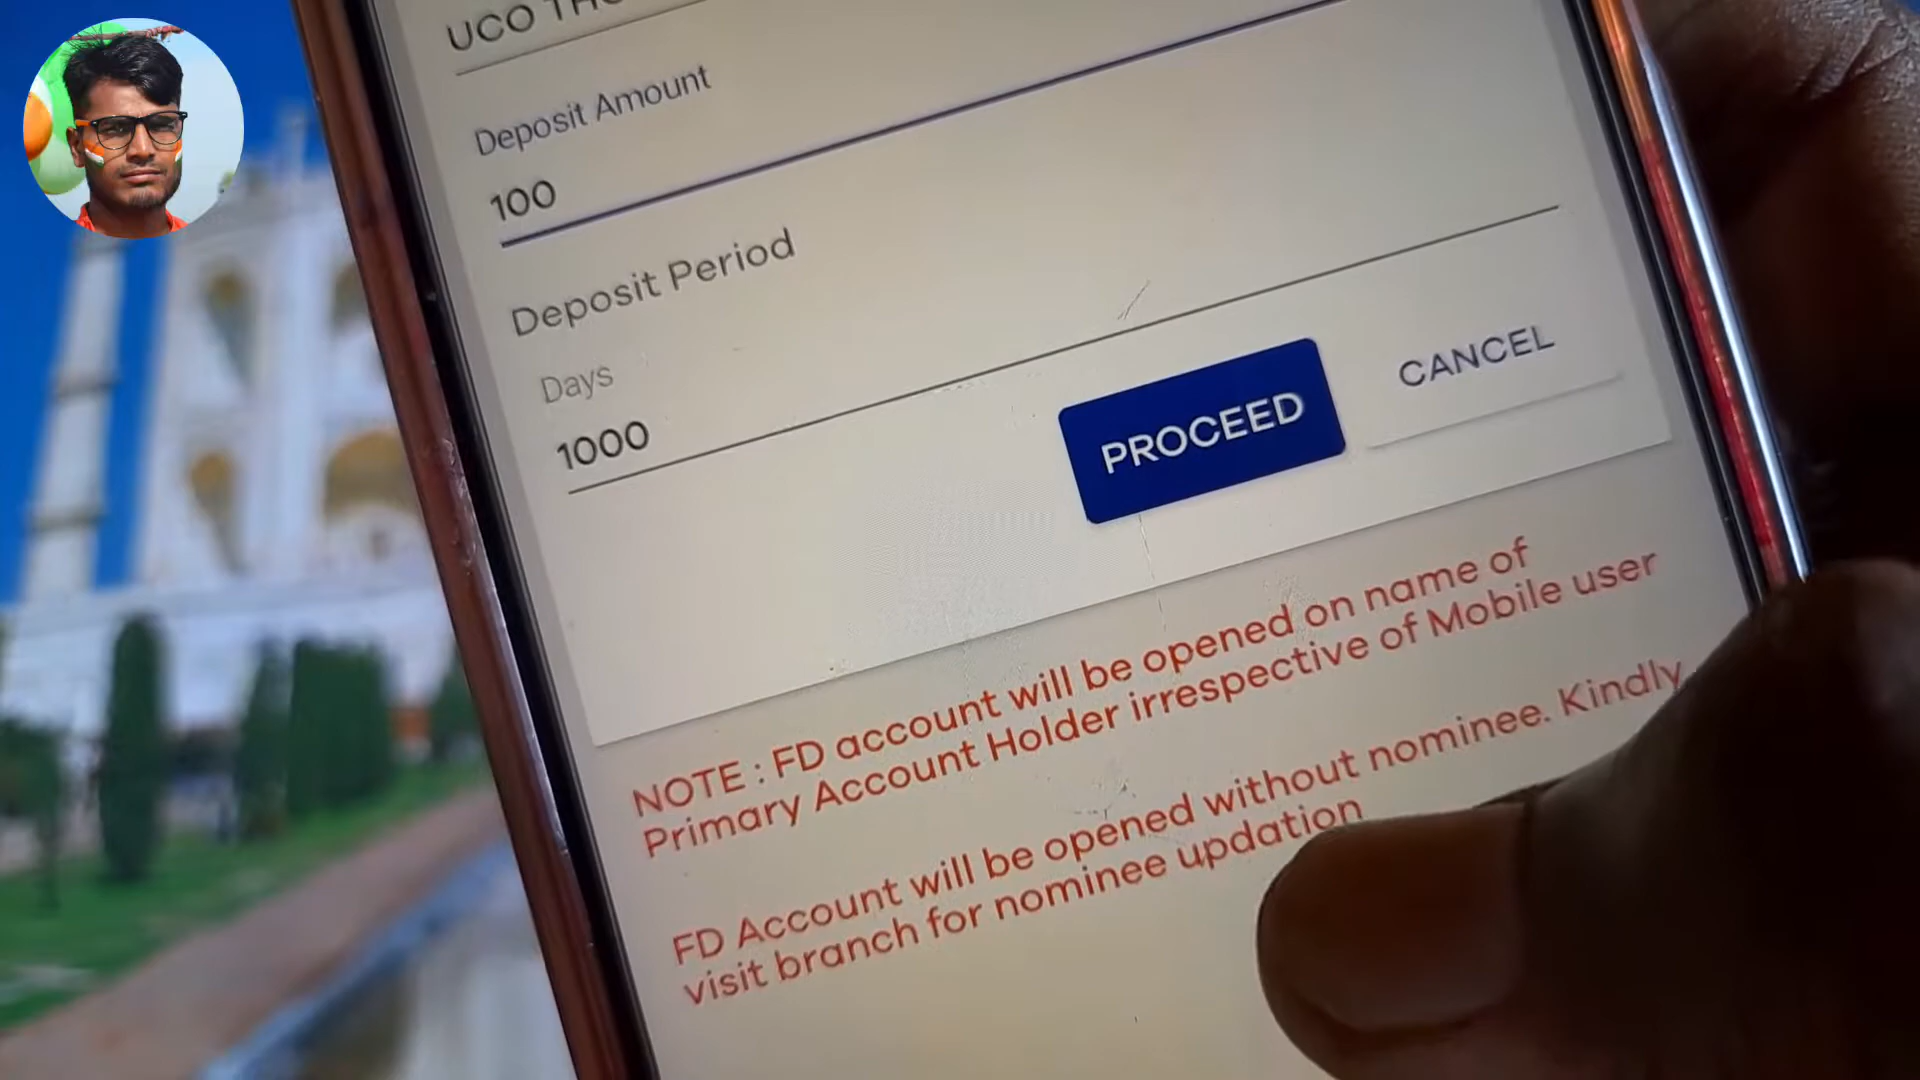 UCO
Deposit Amount
100
Deposit Period
Days
1000
PROCEED
CANCEL
NOTE : FD account will be opened on name of
Primary Account Holder irrespective of Mobile user
FD Account will be opened without nominee. Kindly
visit branch for nominee updation